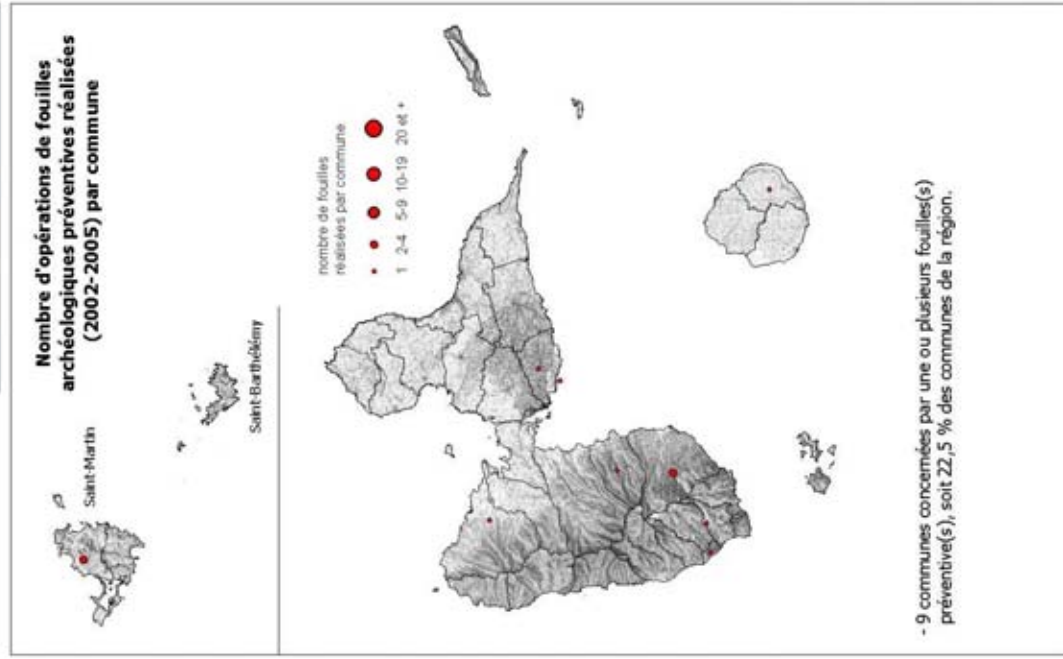 Nombre d'opérations de fouilles
archéologiques préventives réalisées
(2002-2005) par commune
Saint-Martin
Saint-Barthélémy
nombre de fouilles
réalisées par commune
1 2-4 5-9 10-19 20 et +
- 9 communes concernées par une ou plusieurs fouilles(s)
préventive(s), soit 22,5 % des communes de la région.